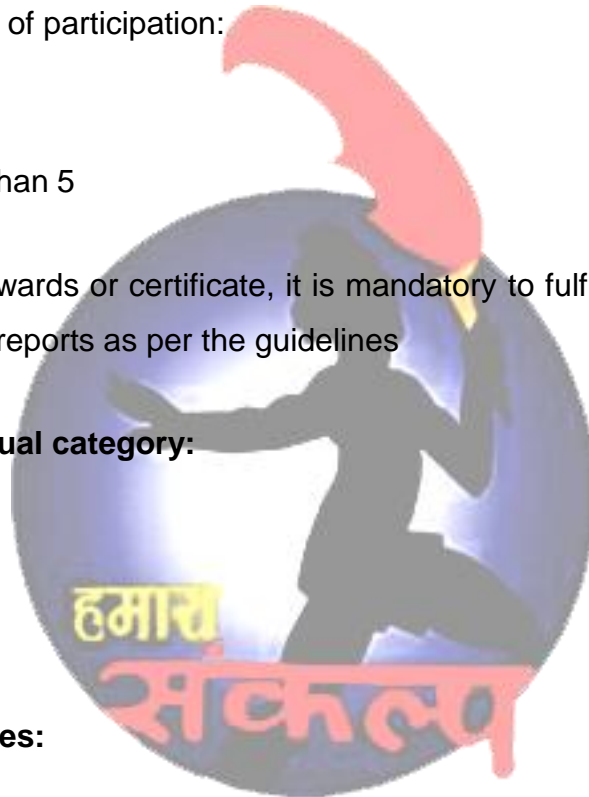 of participation:
han 5
wards or certificate, it is mandatory to fulf
reports as per the guidelines
ual category:
हमारा
संकल्प
es: